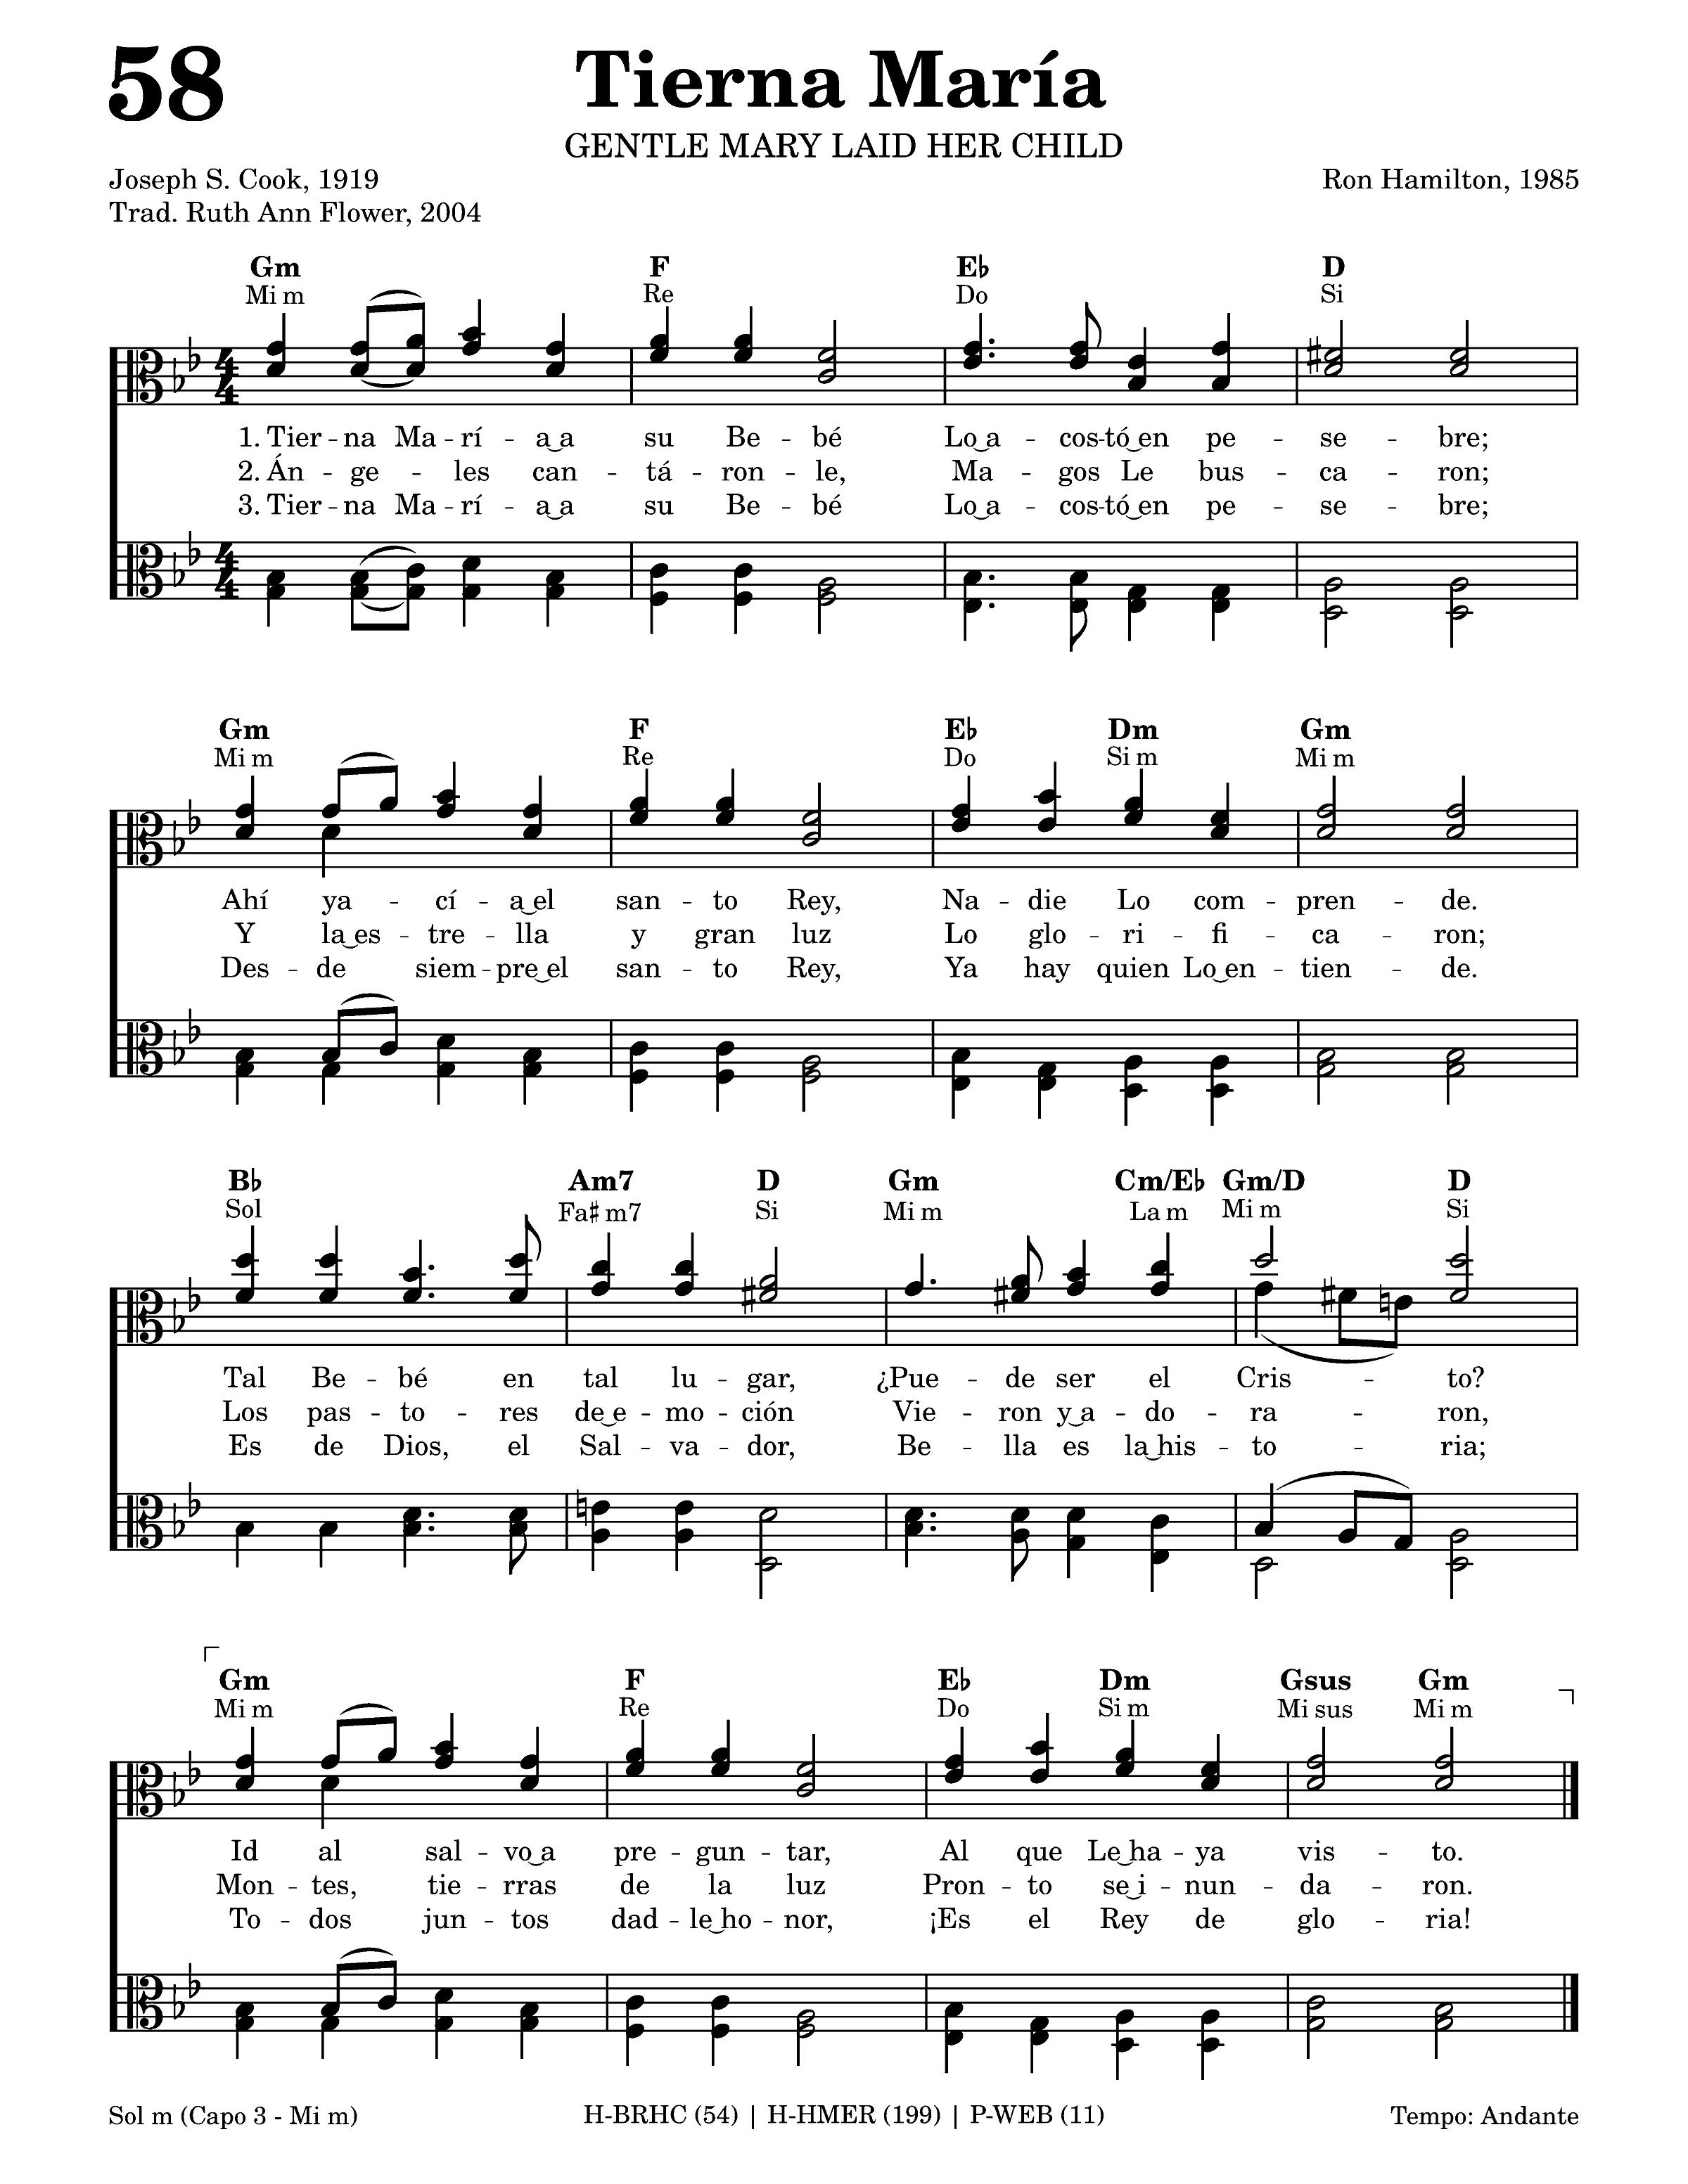 58
Tierna María
GENTLE MARY LAID HER CHILD
Joseph S. Cook, 1919
Ron Hamilton, 1985
Trad. Ruth Ann Flower, 2004
Gm F E♭ D
Mi m Re Do Si
1. Tier - na Ma - rí - a‿a su Be - bé Lo‿a - cos - tó‿en pe - se - bre;
2. Án - ge - les can - tá - ron - le, Ma - gos Le bus - ca - ron;
3. Tier - na Ma - rí - a‿a su Be - bé Lo‿a - cos - tó‿en pe - se - bre;
Gm F E♭ Dm Gm
Mi m Re Do Si m Mi m
Ahí ya - cí - a‿el san - to Rey, Na - die Lo com - pren - de.
Y la‿es - tre - lla y gran luz Lo glo - ri - fi - ca - ron;
Des - de siem - pre‿el san - to Rey, Ya hay quien Lo‿en - tien - de.
B♭ Am7 D Gm Cm/E♭ Gm/D D
Sol Fa♯ m7 Si Mi m La m Mi m Si
Tal Be - bé en tal lu - gar, ¿Pue - de ser el Cris - to?
Los pas - to - res de‿e - mo - ción Vie - ron y‿a - do - ra - ron,
Es de Dios, el Sal - va - dor, Be - lla es la‿his - to - ria;
Gm F E♭ Dm Gsus Gm
Mi m Re Do Si m Mi sus Mi m
Id al sal - vo‿a pre - gun - tar, Al que Le‿ha - ya vis - to.
Mon - tes, tie - rras de la luz Pron - to se‿i - nun - da - ron.
To - dos jun - tos dad - le‿ho - nor, ¡Es el Rey de glo - ria!
Sol m (Capo 3 - Mi m)
H-BRHC (54) | H-HMER (199) | P-WEB (11)
Tempo: Andante